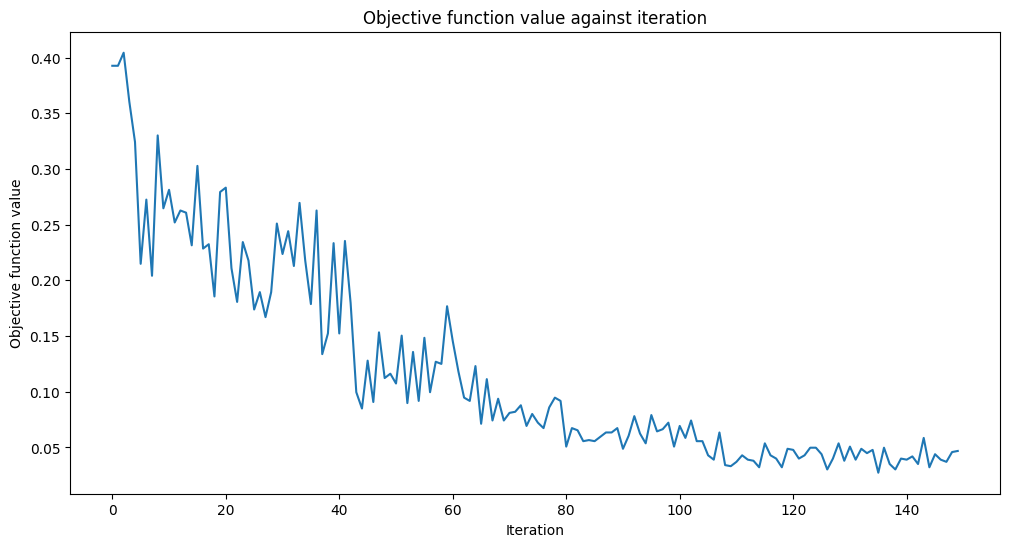 Objective function value against iteration
Objective function value
0.40
0.35
0.30
0.25
0.20
0.15
0.10
0.05
0 20 40 60 80 100 120 140
Iteration